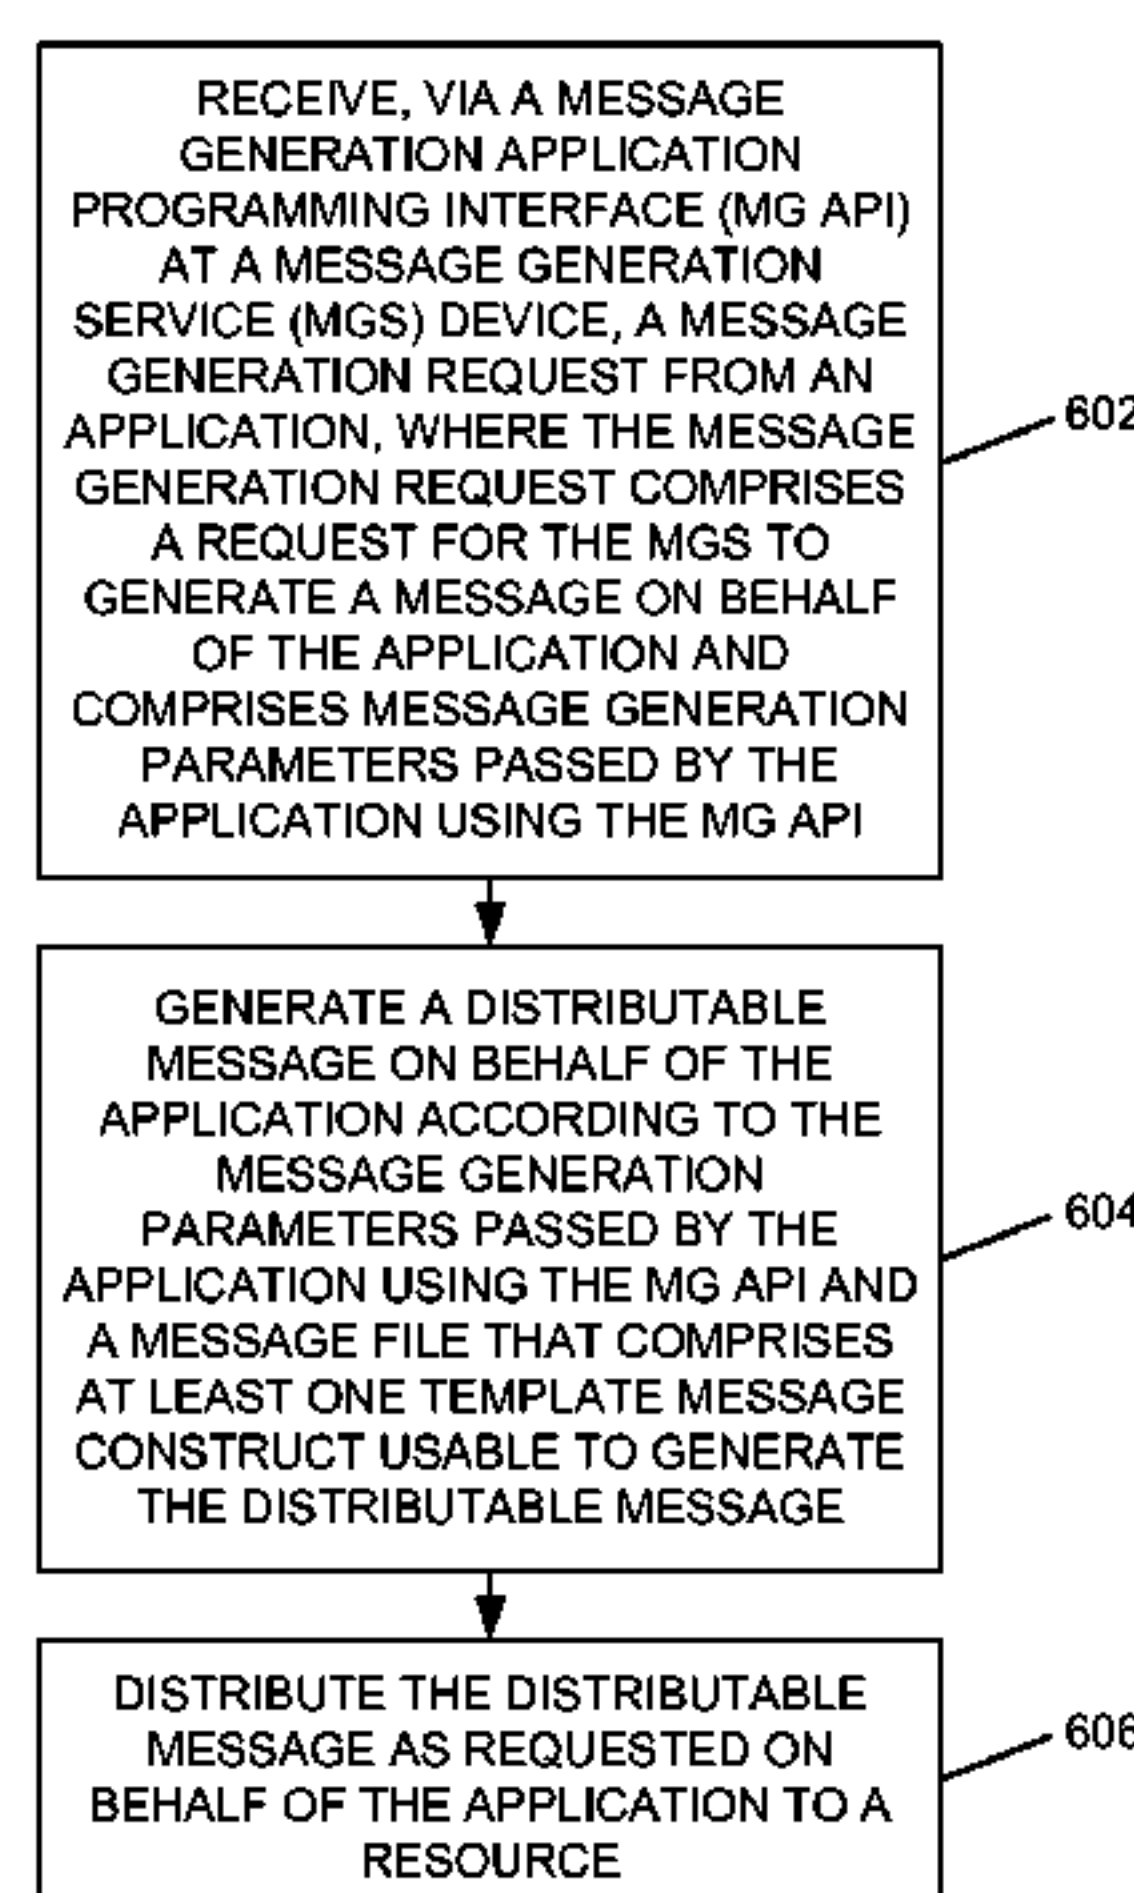 RECEIVE, VIA A MESSAGE
GENERATION APPLICATION
PROGRAMMING INTERFACE (MG API)
AT A MESSAGE GENERATION
SERVICE (MGS) DEVICE, A MESSAGE
GENERATION REQUEST FROM AN
APPLICATION, WHERE THE MESSAGE
GENERATION REQUEST COMPRISES
A REQUEST FOR THE MGS TO
GENERATE A MESSAGE ON BEHALF
OF THE APPLICATION AND
COMPRISES MESSAGE GENERATION
PARAMETERS PASSED BY THE
APPLICATION USING THE MG API
602
GENERATE A DISTRIBUTABLE
MESSAGE ON BEHALF OF THE
APPLICATION ACCORDING TO THE
MESSAGE GENERATION
PARAMETERS PASSED BY THE
APPLICATION USING THE MG API AND
A MESSAGE FILE THAT COMPRISES
AT LEAST ONE TEMPLATE MESSAGE
CONSTRUCT USABLE TO GENERATE
THE DISTRIBUTABLE MESSAGE
604
DISTRIBUTE THE DISTRIBUTABLE
MESSAGE AS REQUESTED ON
BEHALF OF THE APPLICATION TO A
RESOURCE
606